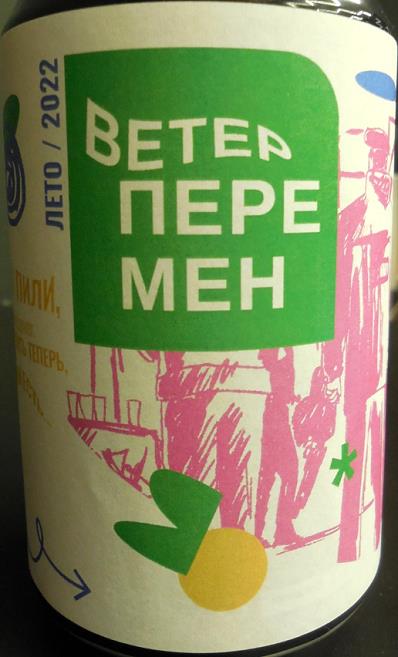 ЛЕТО / 2022
ВЕТЕР
ПЕРЕ
МЕН
ПИЛИ,
ТЕПЕРЬ,